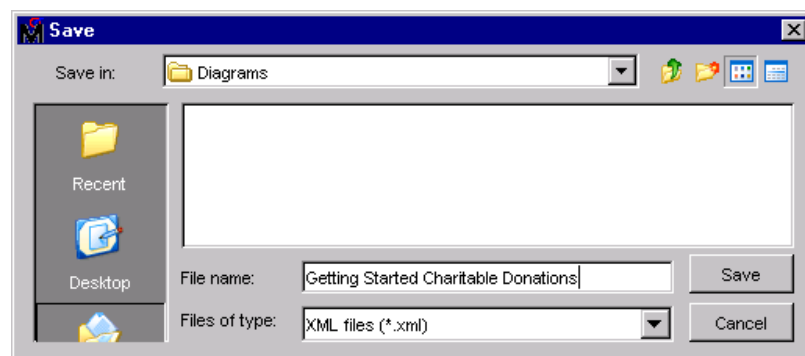 Save
Save in: Diagrams
Recent
Desktop
File name: Getting Started Charitable Donations Save
Files of type: XML files (*.xml) Cancel